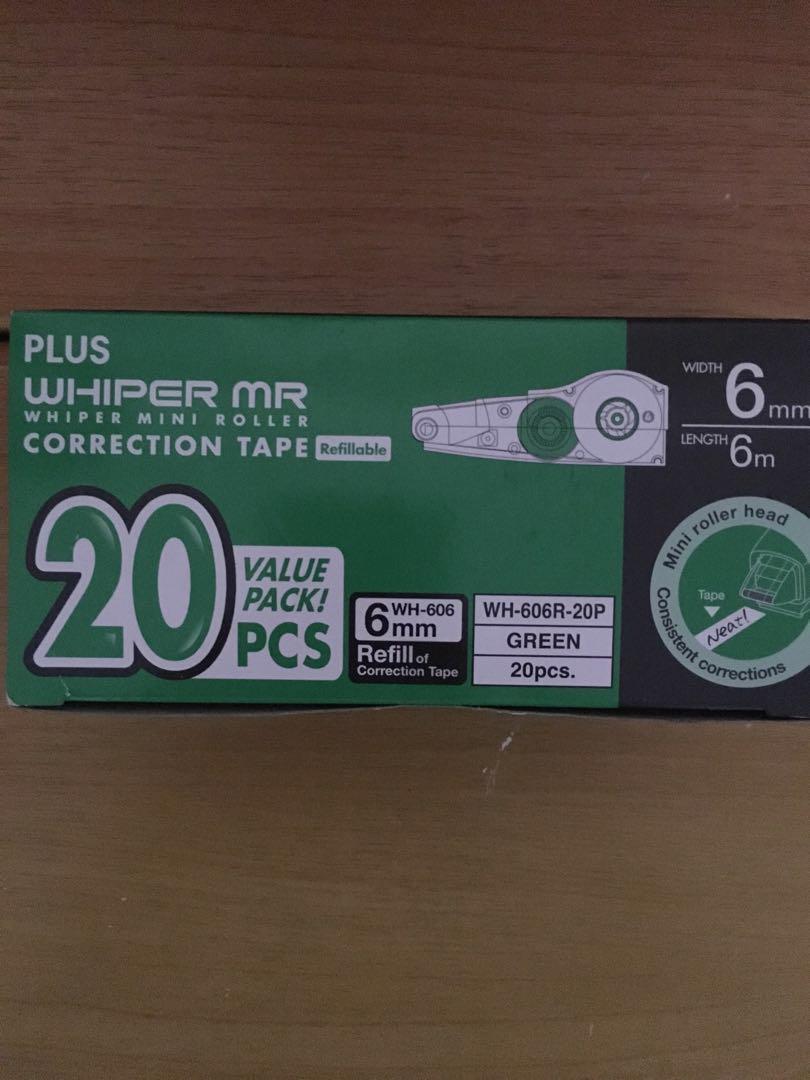 PLUS
WHIPER MR
WHIPER MINI ROLLER
CORRECTION TAPE Refillable
20 VALUE
PACK!
PCS
WH-606
6mm
Refill of
Correction Tape
WH-606R-20P
GREEN
20pcs.
WIDTH 6mm
LENGTH 6m
Mini roller head
Tape
Neat!
Consistent corrections